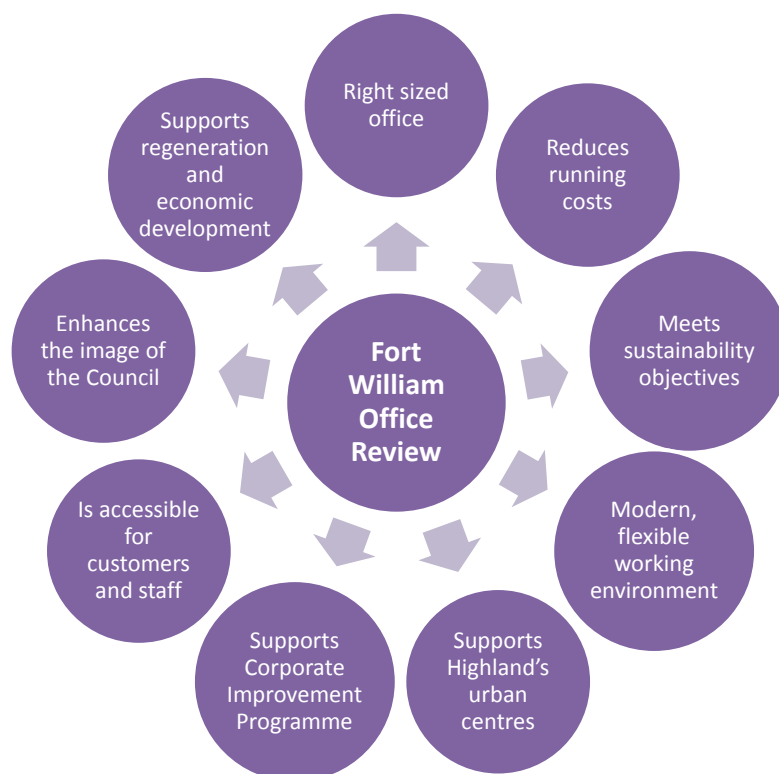 Right sized
office
Reduces
running
costs
Meets
sustainability
objectives
Modern,
flexible
working
environment
Supports
Highland’s
urban
centres
Supports
Corporate
Improvement
Programme
Is accessible
for
customers
and staff
Enhances
the image of
the Council
Supports
regeneration
and
economic
development
Fort
William
Office
Review